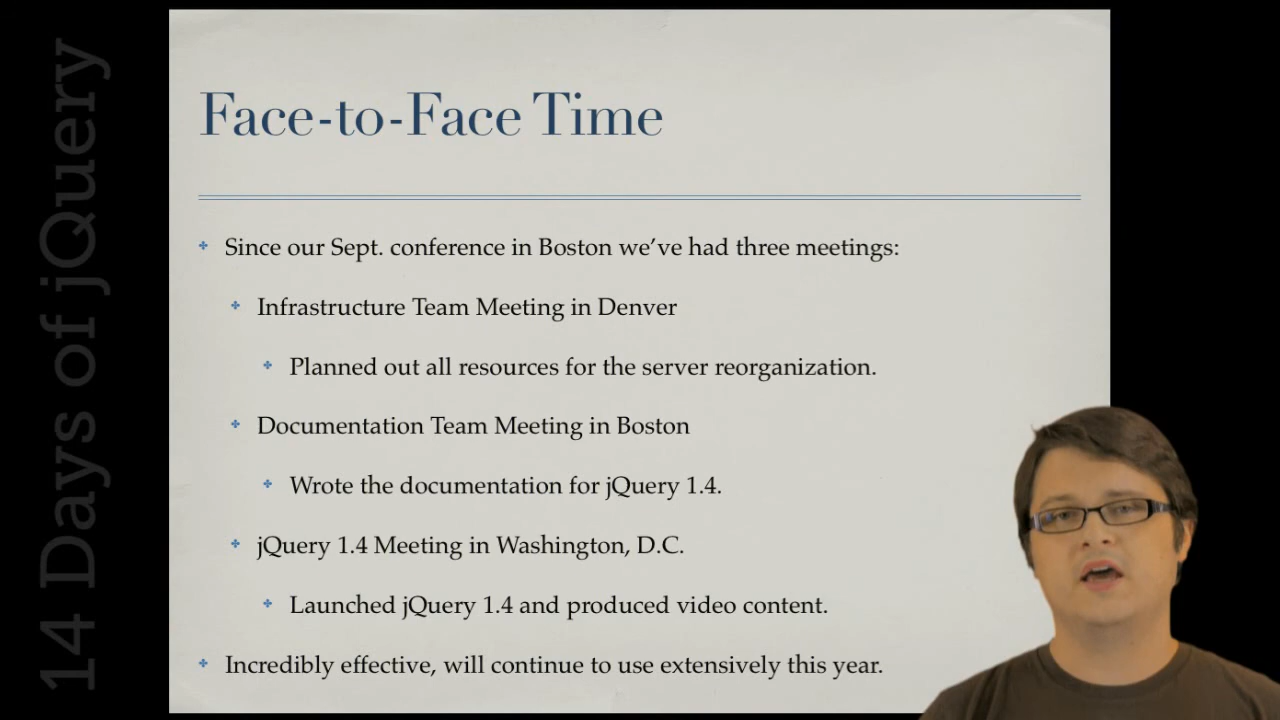 14 Days of jQuery
Face-to-Face Time
Since our Sept. conference in Boston we've had three meetings:
Infrastructure Team Meeting in Denver
Planned out all resources for the server reorganization.
Documentation Team Meeting in Boston
Wrote the documentation for jQuery 1.4.
jQuery 1.4 Meeting in Washington, D.C.
Launched jQuery 1.4 and produced video content.
Incredibly effective, will continue to use extensively this year.